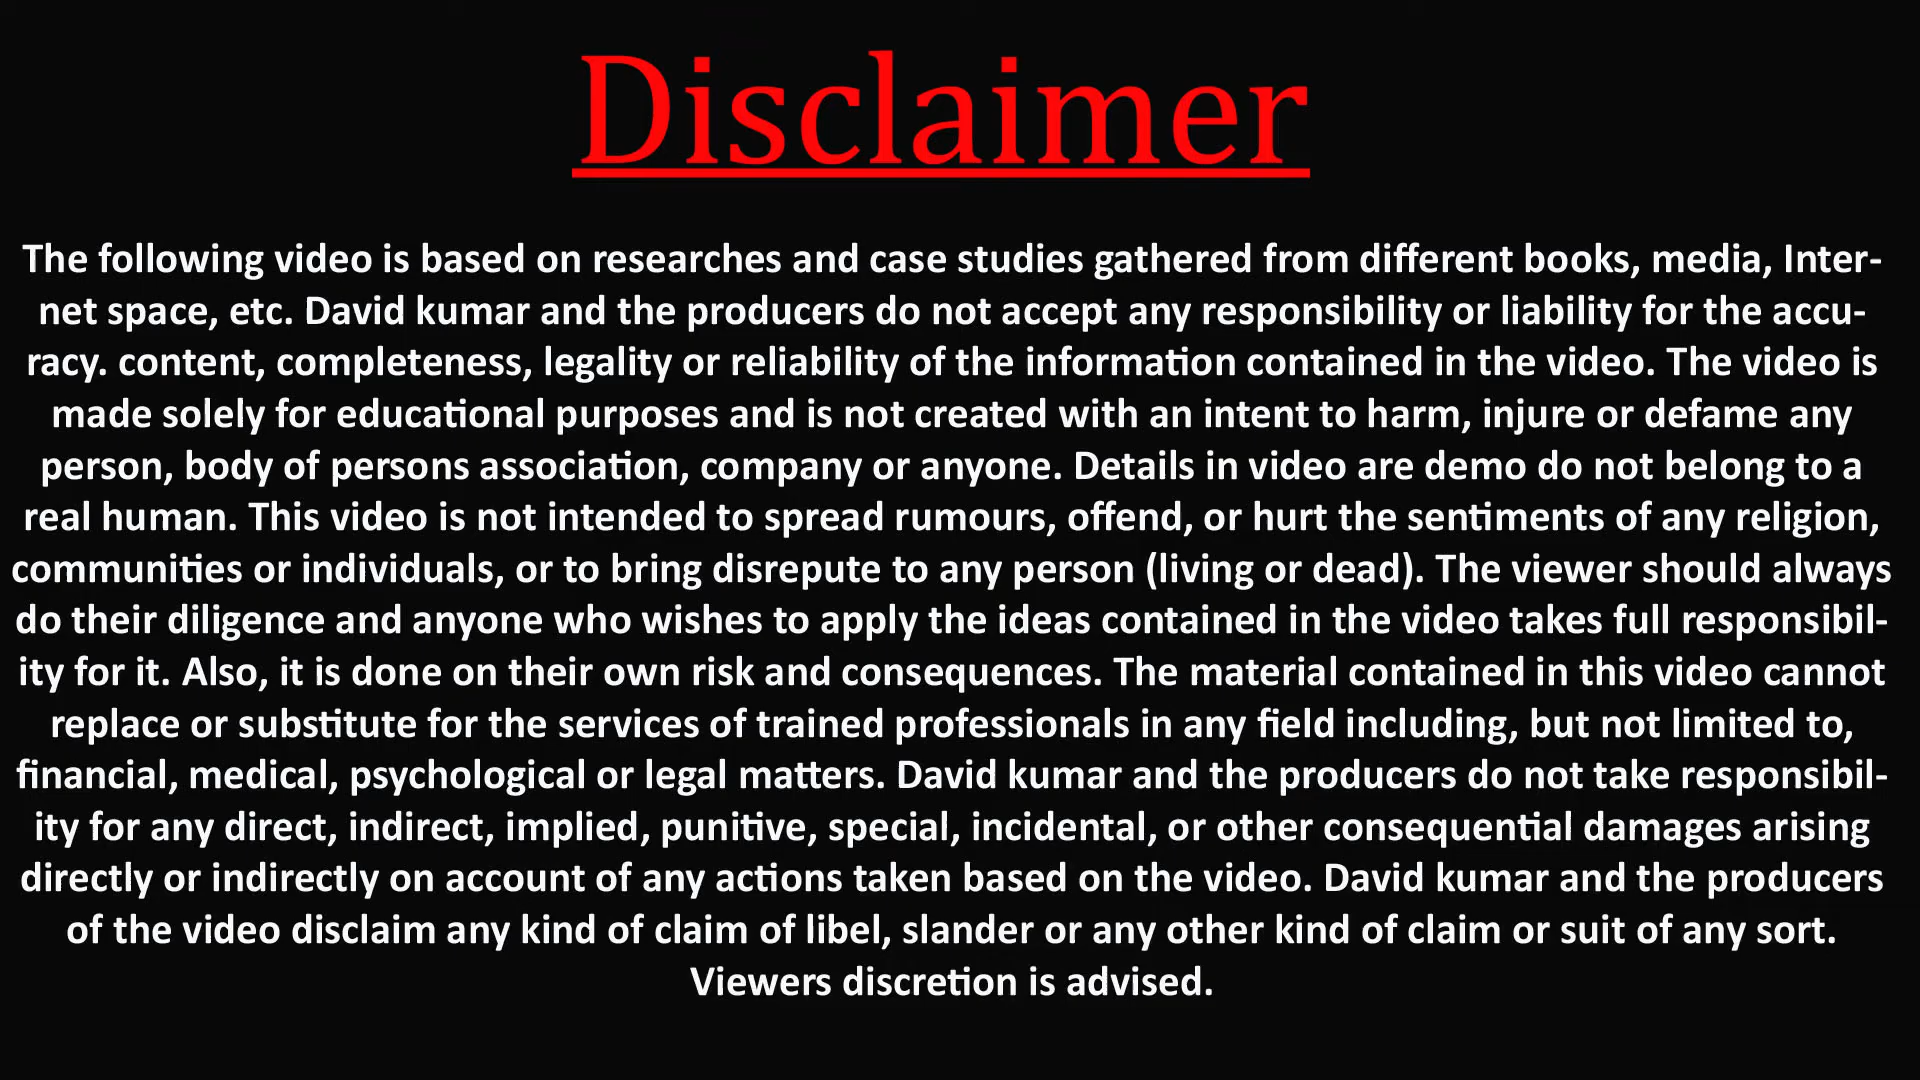 Disclaimer
The following video is based on researches and case studies gathered from different books, media, Inter-
net space, etc. David kumar and the producers do not accept any responsibility or liability for the accu-
racy. content, completeness, legality or reliability of the information contained in the video. The video is
made solely for educational purposes and is not created with an intent to harm, injure or defame any
person, body of persons association, company or anyone. Details in video are demo do not belong to a
real human. This video is not intended to spread rumours, offend, or hurt the sentiments of any religion,
communities or individuals, or to bring disrepute to any person (living or dead). The viewer should always
do their diligence and anyone who wishes to apply the ideas contained in the video takes full responsibil-
ity for it. Also, it is done on their own risk and consequences. The material contained in this video cannot
replace or substitute for the services of trained professionals in any field including, but not limited to,
financial, medical, psychological or legal matters. David kumar and the producers do not take responsibil-
ity for any direct, indirect, implied, punitive, special, incidental, or other consequential damages arising
directly or indirectly on account of any actions taken based on the video. David kumar and the producers
of the video disclaim any kind of claim of libel, slander or any other kind of claim or suit of any sort.
Viewers discretion is advised.